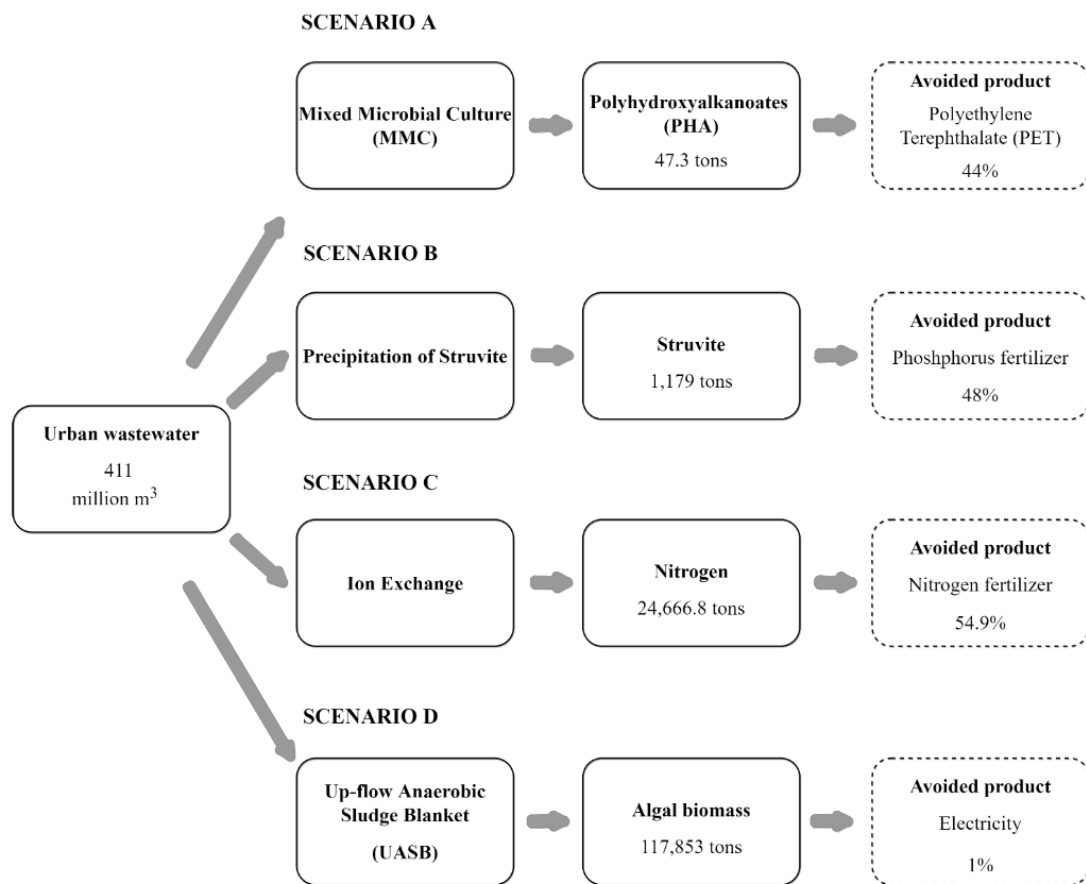 SCENARIO A
Mixed Microbial Culture
(MMC)
Polyhydroxyalkanoates
(PHA)
47.3 tons
Avoided product
Polyethylene
Terephthalate (PET)
44%
SCENARIO B
Precipitation of Struvite
Struvite
1,179 tons
Avoided product
Phoshphorus fertilizer
48%
Urban wastewater
411
million m³
SCENARIO C
Ion Exchange
Nitrogen
24,666.8 tons
Avoided product
Nitrogen fertilizer
54.9%
SCENARIO D
Up-flow Anaerobic
Sludge Blanket
(UASB)
Algal biomass
117,853 tons
Avoided product
Electricity
1%